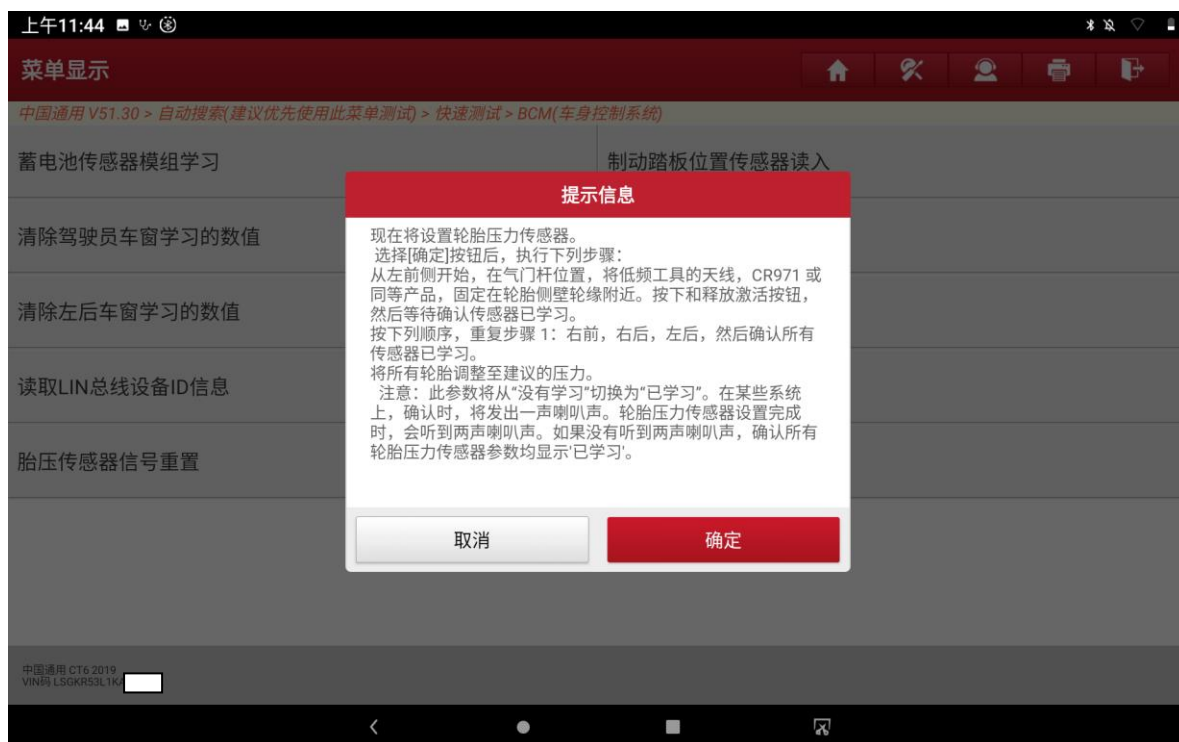 上午11:44
菜单显示
中国通用 V51.30 > 自动搜索(建议优先使用此菜单测试) > 快速测试 > BCM(车身控制系统)
蓄电池传感器模组学习
制动踏板位置传感器读入
提示信息
清除驾驶员车窗学习的数值
现在将设置轮胎压力传感器。
选择[确定]按钮后，执行下列步骤：
从左前侧开始，在气门杆位置，将低频工具的天线，CR971 或
同等产品，固定在轮胎侧壁轮缘附近。按下和释放激活按钮，
然后等待确认传感器已学习。
按下列顺序，重复步骤 1：右前，右后，左后，然后确认所有
传感器已学习。
将所有轮胎调整至建议的压力。
注意：此参数将从“没有学习”切换为“已学习”。在某些系统
上，确认时，将发出一声喇叭声。轮胎压力传感器设置完成
时，会听到两声喇叭声。如果没有听到两声喇叭声，确认所有
轮胎压力传感器参数均显示'已学习'。
清除左后车窗学习的数值
读取LIN总线设备ID信息
胎压传感器信号重置
取消
确定
中国通用 CT6 2019
VIN码 LSGKR53L1KA